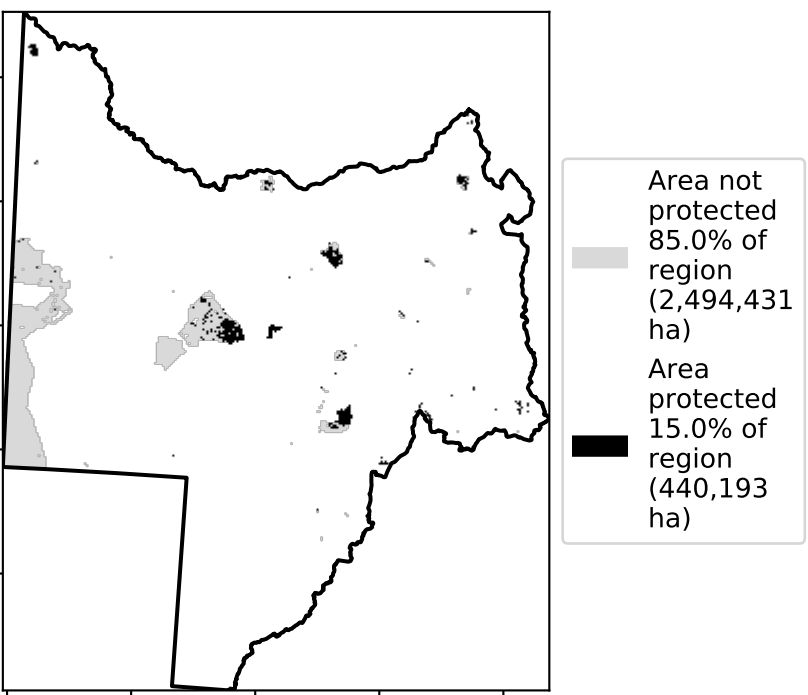 Area not
protected
85.0% of
region
(2,494,431
ha)
Area
protected
15.0% of
region
(440,193
ha)